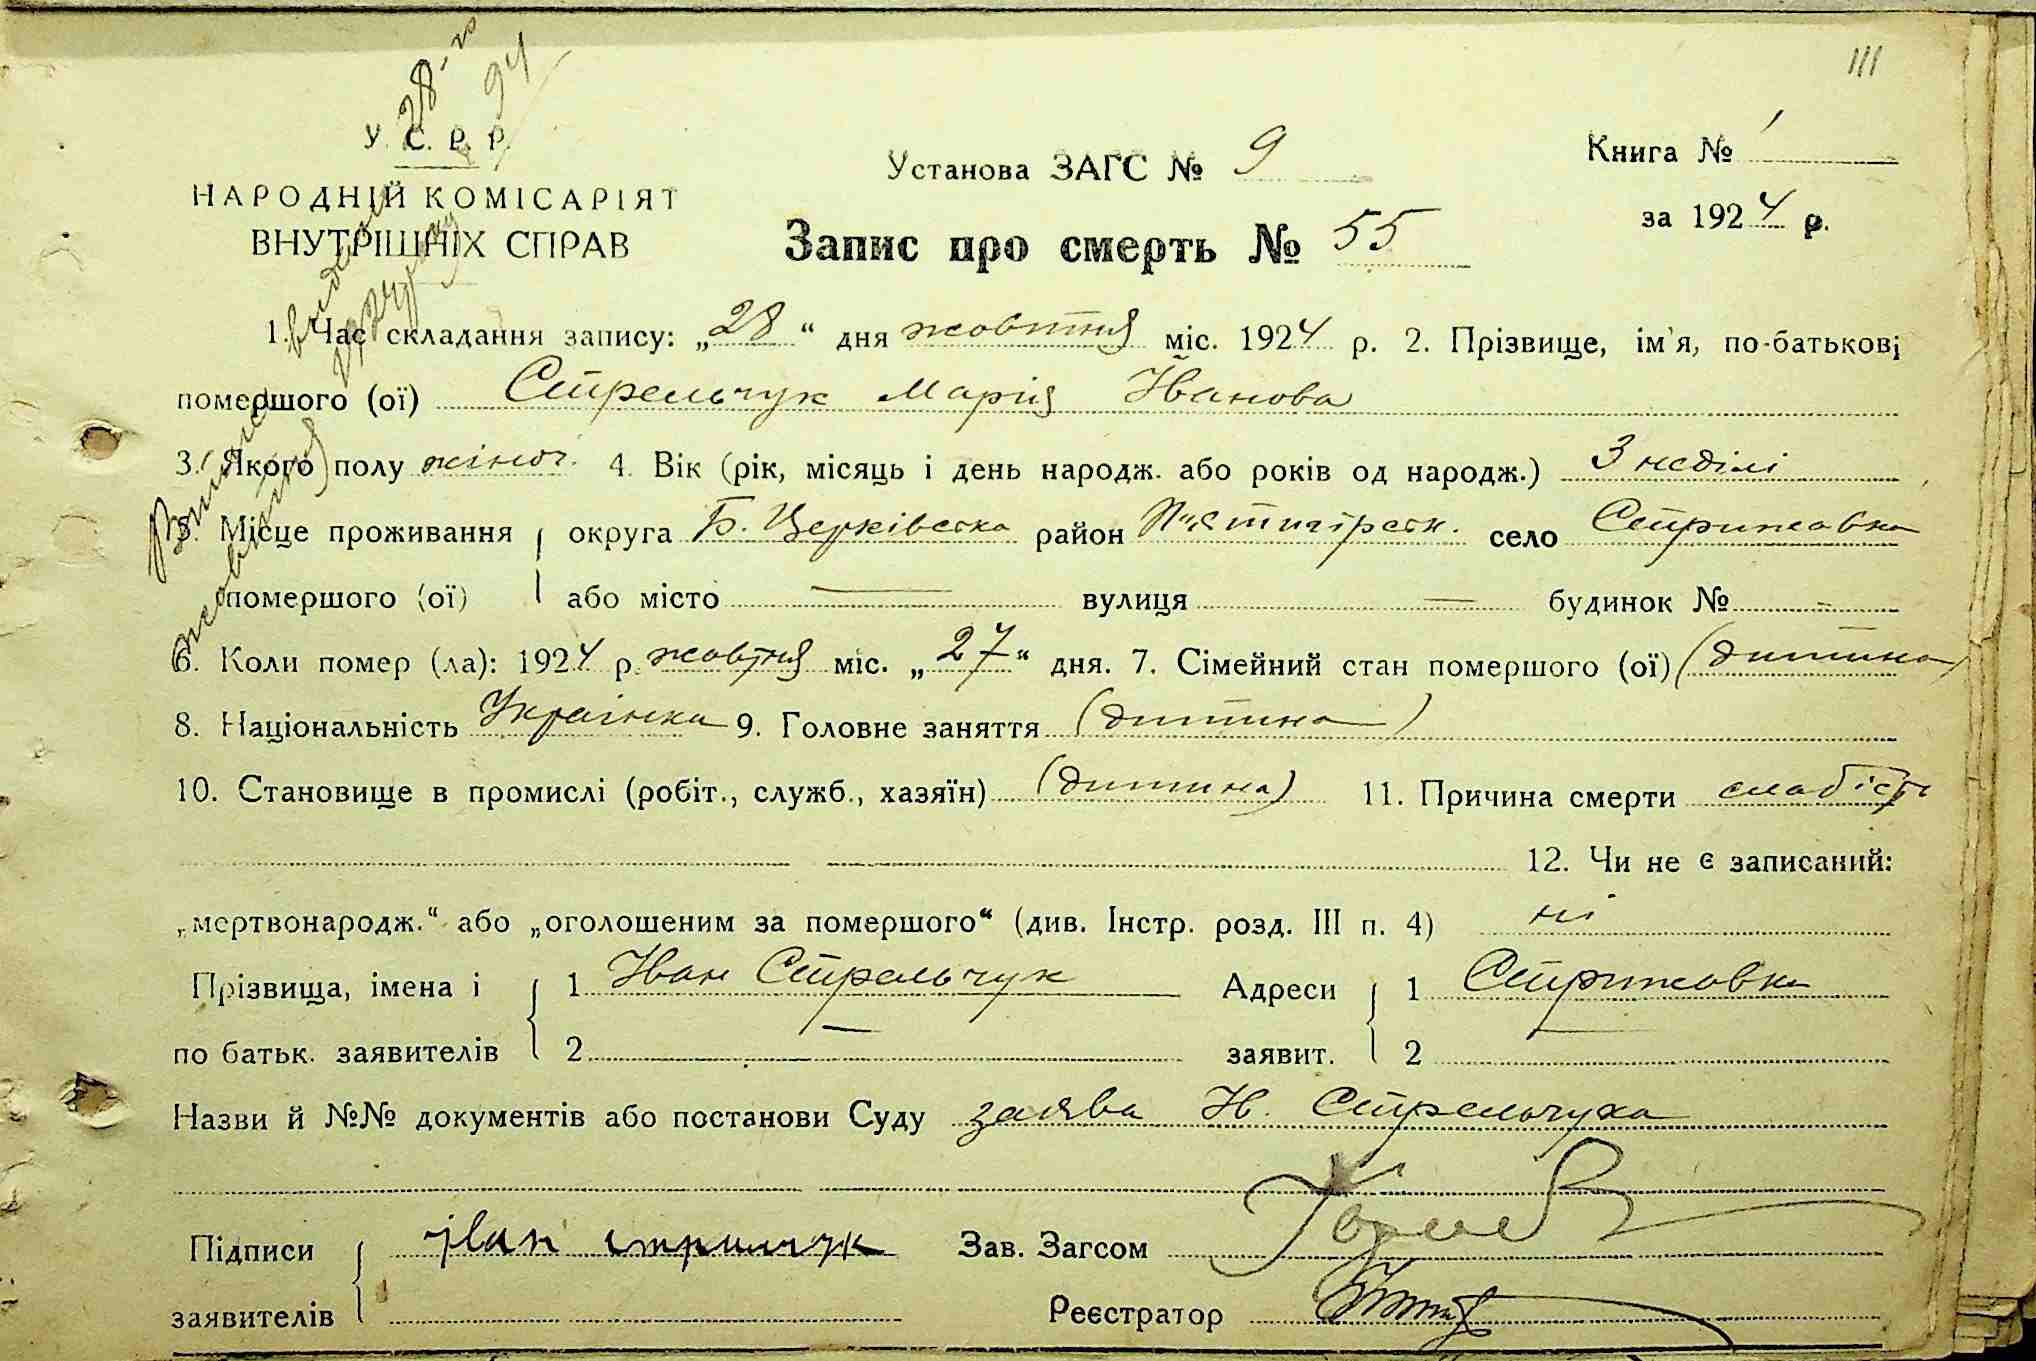 111
У. С. Р. Р.
НАРОДНІЙ КОМІСАРІЯТ
ВНУТРІШНІХ СПРАВ
Установа ЗАГС № 9
Книга № 1
за 1924 р.
Запис про смерть № 55
28-го
жовтня
1. Час складання запису: „28“ дня жовтня міс. 1924 р. 2. Прізвище, ім'я, по-батькові
помершого (ої) Стрельчук Марія Іванова
3. Якого полу жіноч. 4. Вік (рік, місяць і день народж. або років од народж.) 3 неділі
5. Місце проживання { округа Б. Церківська район П'ятигірськ. село Стрижавка
помершого (ої) або місто — вулиця — будинок № -
6. Коли помер (ла): 1924 р. жовтня міс. „27“ дня. 7. Сімейний стан помершого (ої) (дитина)
8. Національність Українка 9. Головне заняття (дитина)
10. Становище в промислі (робіт., служб., хазяїн) (дитина) 11. Причина смерти слабість
12. Чи не є записаний:
„мертвонародж.“ або „оголошеним за помершого“ (див. Інстр. розд. III п. 4) ні
Прізвища, імена і { 1 Іван Стрельчук Адреси { 1 Стрижавка
по батьк. заявителів 2 — заявит. 2 —
Назви й №№ документів або постанови Суду заява І. Стрельчука
Підписи { іван стрильчук Зав. Загсом
заявителів Реєстратор